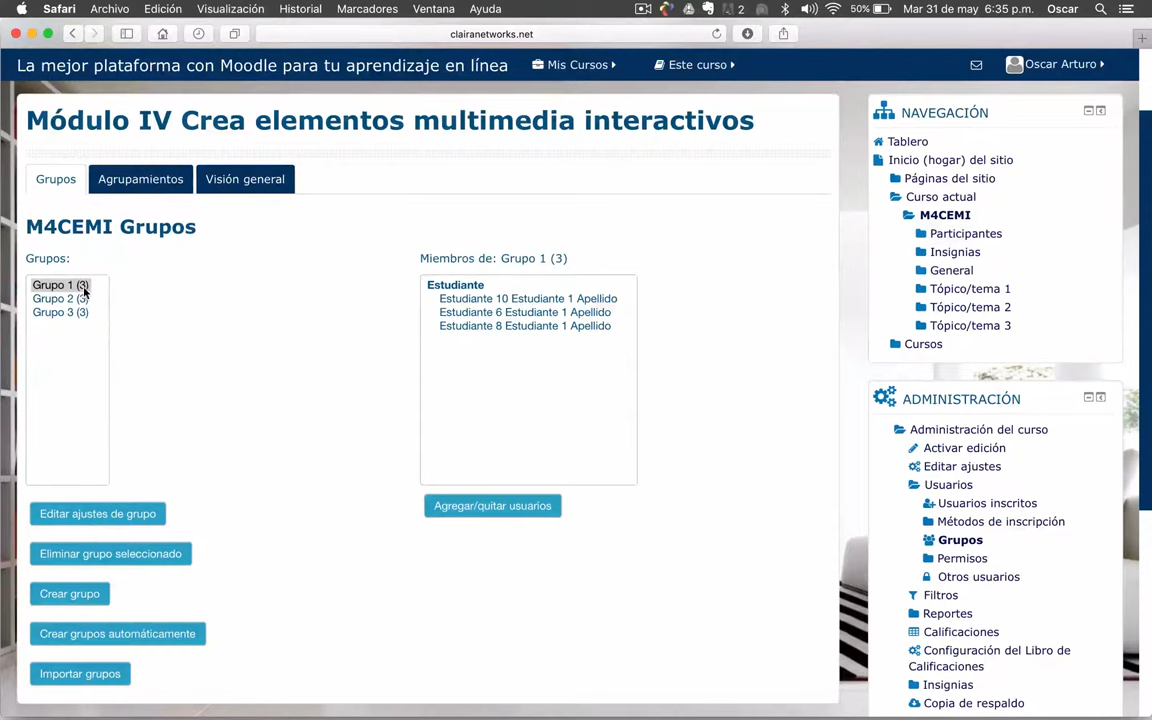 Safari Archivo Edición Visualización Historial Marcadores Ventana Ayuda 2 50% Mar 31 de may 6:35 p.m. Oscar
clairanetworks.net
La mejor plataforma con Moodle para tu aprendizaje en línea Mis Cursos Este curso Oscar Arturo
Módulo IV Crea elementos multimedia interactivos
Grupos Agrupamientos Visión general
M4CEMI Grupos
Grupos:
Grupo 1 (3)
Grupo 2 (3)
Grupo 3 (3)
Editar ajustes de grupo
Eliminar grupo seleccionado
Crear grupo
Crear grupos automáticamente
Importar grupos
Miembros de: Grupo 1 (3)
Estudiante
Estudiante 10 Estudiante 1 Apellido
Estudiante 6 Estudiante 1 Apellido
Estudiante 8 Estudiante 1 Apellido
Agregar/quitar usuarios
NAVEGACIÓN
Tablero
Inicio (hogar) del sitio
Páginas del sitio
Curso actual
M4CEMI
Participantes
Insignias
General
Tópico/tema 1
Tópico/tema 2
Tópico/tema 3
Cursos
ADMINISTRACIÓN
Administración del curso
Activar edición
Editar ajustes
Usuarios
Usuarios inscritos
Métodos de inscripción
Grupos
Permisos
Otros usuarios
Filtros
Reportes
Calificaciones
Configuración del Libro de
Calificaciones
Insignias
Copia de respaldo